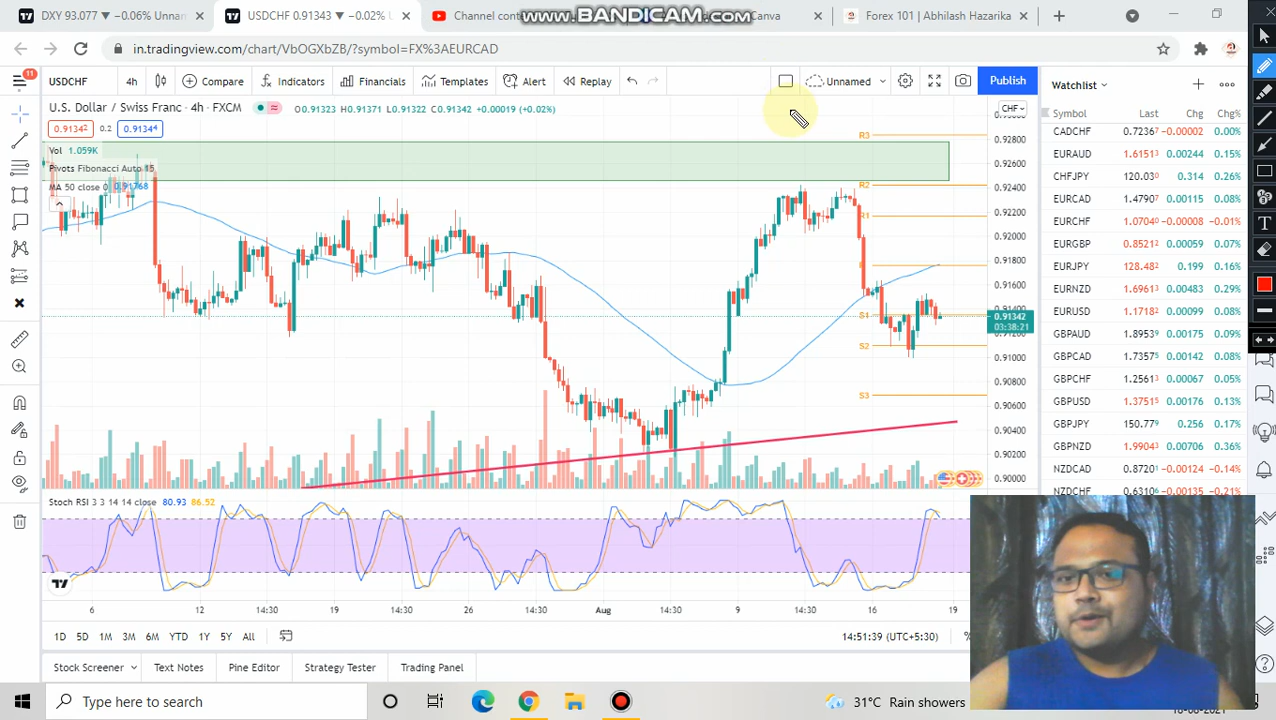 DXY 93.077 ▼ −0.06% Unnam
USDCHF 0.91343 ▼ −0.02% U
Channel cont
www.BANDICAM.com
Canva
Forex 101 | Abhilash Hazarika
in.tradingview.com/chart/VbOGXbZB/?symbol=FX%3AEURCAD
11
USDCHF 4h Compare Indicators Financials Templates Alert Replay Unnamed Publish
U.S. Dollar / Swiss Franc · 4h · FXCM
O0.91323 H0.91371 L0.91322 C0.91342 +0.00019 (+0.02%)
0.91342 0.2 0.91344
Vol 1.059K
Pivots Fibonacci Auto 15
MA 50 close 0 0.91768
CHF
R3
R2
R1
S1
S2
S3
0.92800
0.92600
0.92400
0.92200
0.92000
0.91800
0.91600
0.91342
03:38:21
0.91000
0.90800
0.90600
0.90400
0.90200
0.90000
Stoch RSI 3 3 14 14 close 80.93 86.52
6 12 14:30 19 14:30 26 14:30 Aug 14:30 9 14:30 16 19
1D 5D 1M 3M 6M YTD 1Y 5Y All
14:51:39 (UTC+5:30) %
Stock Screener Text Notes Pine Editor Strategy Tester Trading Panel
Watchlist
Symbol Last Chg Chg%
CADCHF 0.72367 −0.00002 0.00%
EURAUD 1.61513 0.00244 0.15%
CHFJPY 120.030 0.314 0.26%
EURCAD 1.47907 0.00115 0.08%
EURCHF 1.07040 −0.00008 −0.01%
EURGBP 0.85212 0.00059 0.07%
EURJPY 128.482 0.199 0.16%
EURNZD 1.69613 0.00483 0.29%
EURUSD 1.17182 0.00099 0.08%
GBPAUD 1.89539 0.00175 0.09%
GBPCAD 1.73575 0.00142 0.08%
GBPCHF 1.25613 0.00067 0.05%
GBPUSD 1.37515 0.00176 0.13%
GBPJPY 150.779 0.256 0.17%
GBPNZD 1.99043 0.00706 0.36%
NZDCAD 0.87201 −0.00124 −0.14%
NZDCHF 0.63106 −0.00135 −0.21%
Type here to search
31°C Rain showers
18-08-2021